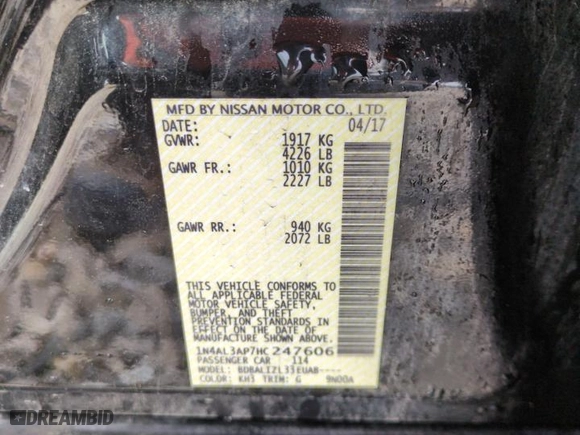 MFD BY NISSAN MOTOR CO., LTD.
DATE: 04/17
GVWR: 1917 KG
4226 LB
GAWR FR.: 1010 KG
2227 LB
GAWR RR.: 940 KG
2072 LB
THIS VEHICLE CONFORMS TO
ALL APPLICABLE FEDERAL
MOTOR VEHICLE SAFETY,
BUMPER, AND THEFT
PREVENTION STANDARDS IN
EFFECT ON THE DATE OF
MANUFACTURE SHOWN ABOVE.
1N4AL3AP7HC247606
PASSENGER CAR 114
MODEL: BDBALIZL33EUAB----
COLOR: KH3 TRIM: G 9N00A
DREAMBID